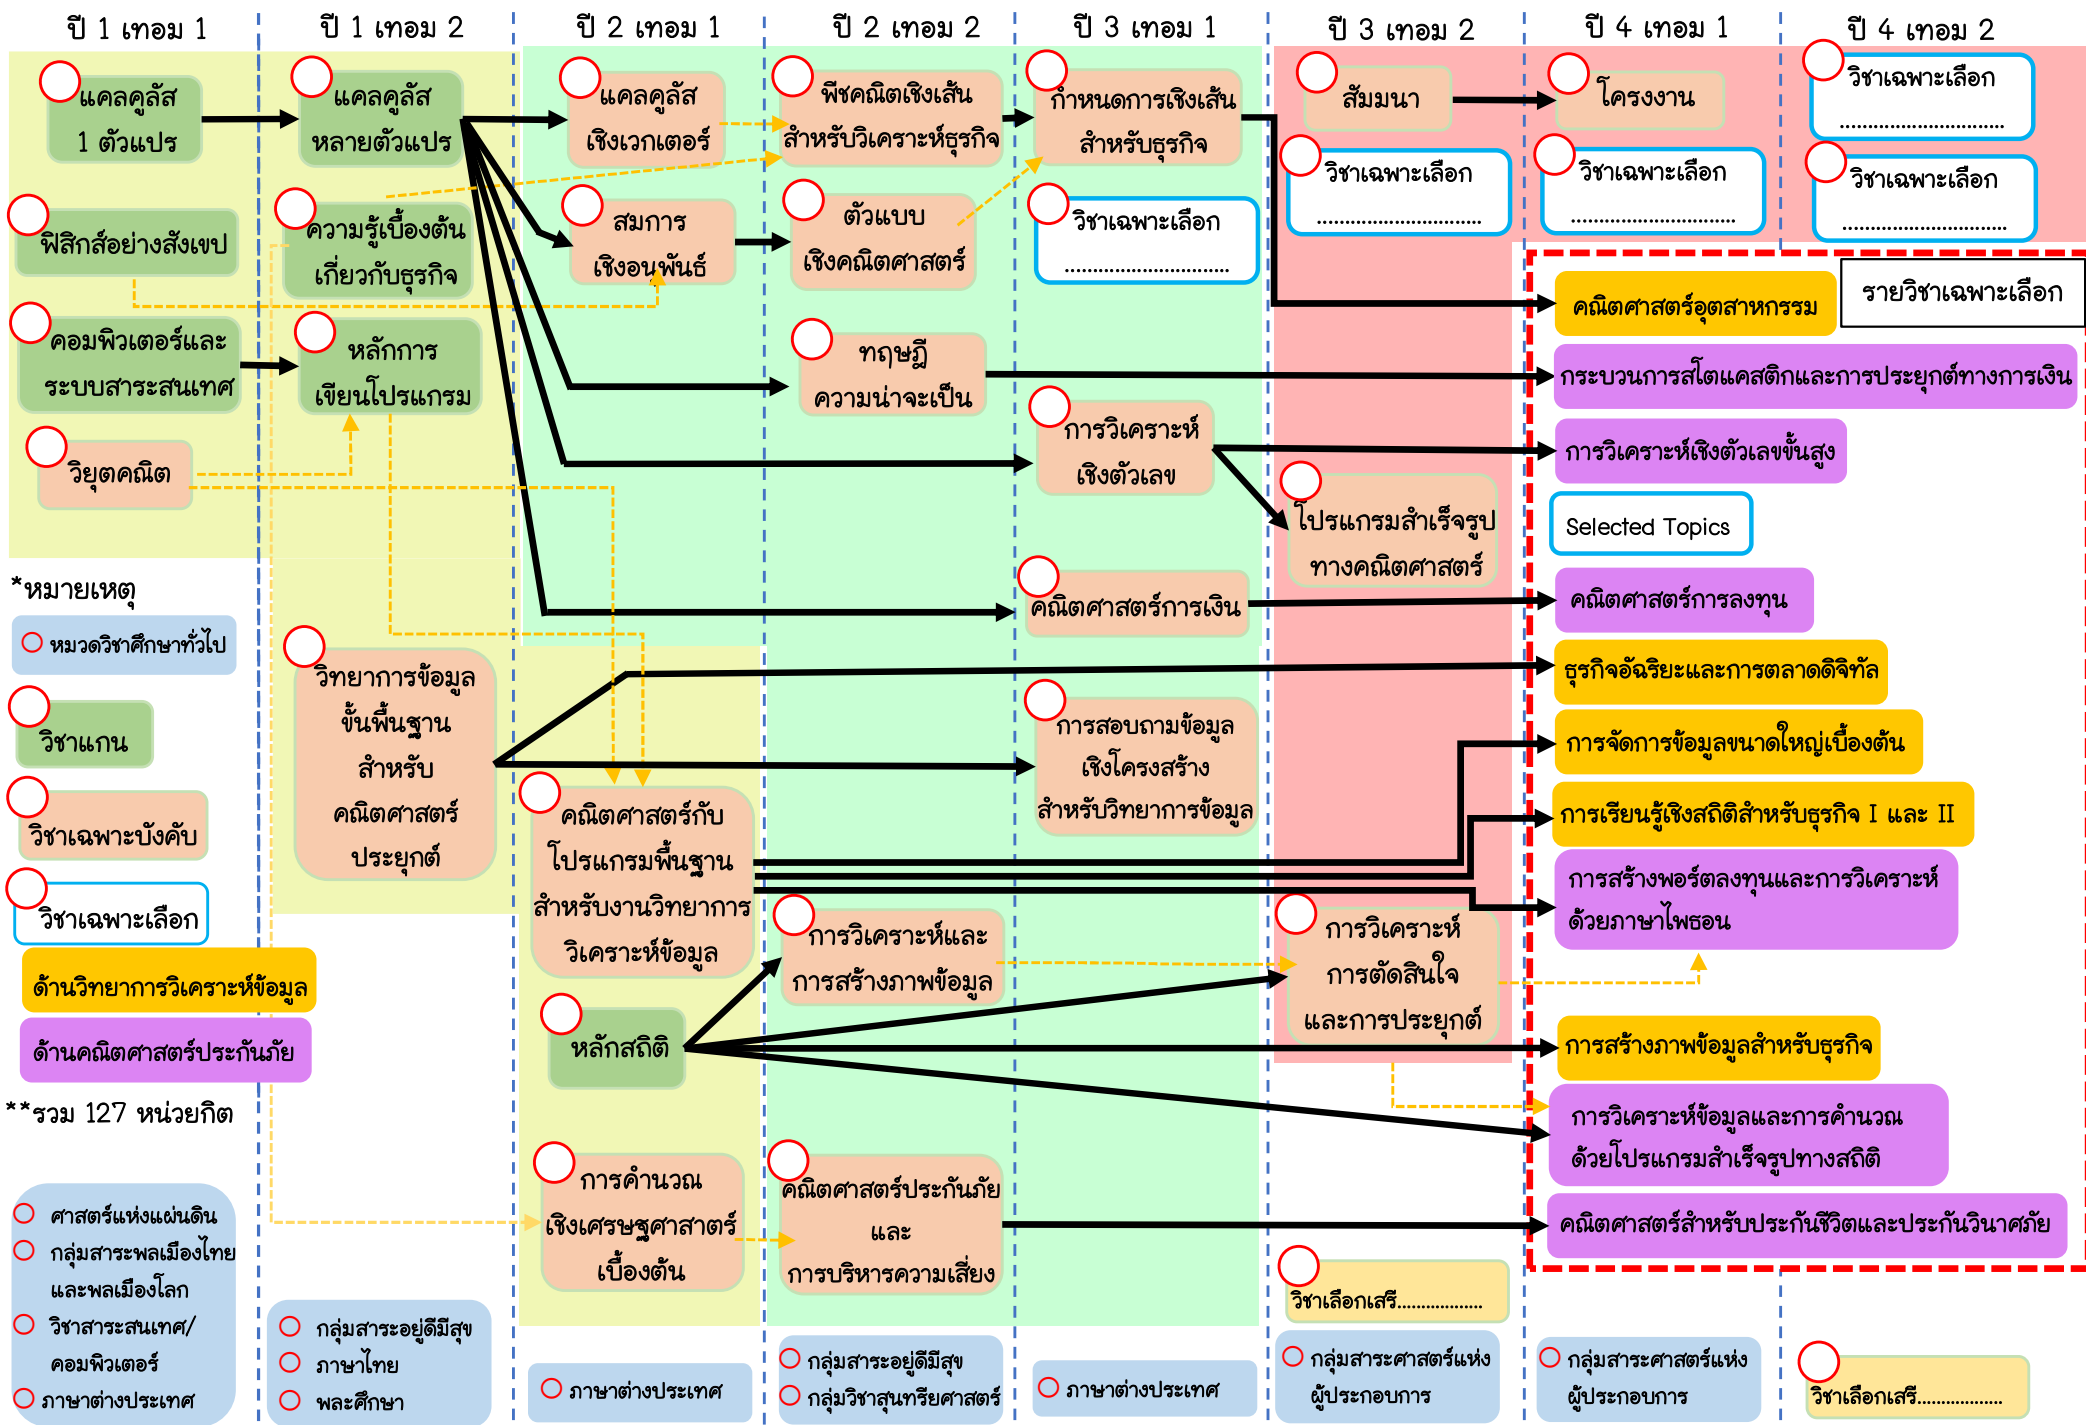 ปี 1 เทอม 1
ปี 1 เทอม 2
ปี 2 เทอม 1
ปี 2 เทอม 2
ปี 3 เทอม 1
ปี 3 เทอม 2
ปี 4 เทอม 1
ปี 4 เทอม 2
แคลคูลัส
1 ตัวแปร
ฟิสิกส์อย่างสังเขป
คอมพิวเตอร์และ
ระบบสาระสนเทศ
วิยุตคณิต
*หมายเหตุ
หมวดวิชาศึกษาทั่วไป
วิชาแกน
วิชาเฉพาะบังคับ
วิชาเฉพาะเลือก
ด้านวิทยาการวิเคราะห์ข้อมูล
ด้านคณิตศาสตร์ประกันภัย
**รวม 127 หน่วยกิต
ศาสตร์แห่งแผ่นดิน
กลุ่มสาระพลเมืองไทย
และพลเมืองโลก
วิชาสาระสนเทศ/
คอมพิวเตอร์
ภาษาต่างประเทศ
แคลคูลัส
หลายตัวแปร
ความรู้เบื้องต้น
เกี่ยวกับธุรกิจ
หลักการ
เขียนโปรแกรม
วิทยาการข้อมูล
ขั้นพื้นฐาน
สำหรับ
คณิตศาสตร์
ประยุกต์
กลุ่มสาระอยู่ดีมีสุข
ภาษาไทย
พละศึกษา
แคลคูลัส
เชิงเวกเตอร์
สมการ
เชิงอนุพันธ์
คณิตศาสตร์กับ
โปรแกรมพื้นฐาน
สำหรับงานวิทยาการ
วิเคราะห์ข้อมูล
หลักสถิติ
การคำนวณ
เชิงเศรษฐศาสาตร์
เบื้องต้น
ภาษาต่างประเทศ
พีชคณิตเชิงเส้น
สำหรับวิเคราะห์ธุรกิจ
ตัวแบบ
เชิงคณิตศาสตร์
ทฤษฎี
ความน่าจะเป็น
การวิเคราะห์และ
การสร้างภาพข้อมูล
คณิตศาสตร์ประกันภัย
และ
การบริหารความเสี่ยง
กลุ่มสาระอยู่ดีมีสุข
กลุ่มวิชาสุนทรียศาสตร์
กำหนดการเชิงเส้น
สำหรับธุรกิจ
วิชาเฉพาะเลือก
.............................
การวิเคราะห์
เชิงตัวเลข
คณิตศาสตร์การเงิน
การสอบถามข้อมูล
เชิงโครงสร้าง
สำหรับวิทยาการข้อมูล
ภาษาต่างประเทศ
สัมมนา
วิชาเฉพาะเลือก
.............................
โปรแกรมสำเร็จรูป
ทางคณิตศาสตร์
การวิเคราะห์
การตัดสินใจ
และการประยุกต์
วิชาเลือกเสรี..................
กลุ่มสาระศาสตร์แห่ง
ผู้ประกอบการ
โครงงาน
วิชาเฉพาะเลือก
.............................
วิชาเฉพาะเลือก
.............................
วิชาเฉพาะเลือก
.............................
รายวิชาเฉพาะเลือก
คณิตศาสตร์อุตสาหกรรม
กระบวนการสโตแคสติกและการประยุกต์ทางการเงิน
การวิเคราะห์เชิงตัวเลขขั้นสูง
Selected Topics
คณิตศาสตร์การลงทุน
ธุรกิจอัฉริยะและการตลาดดิจิทัล
การจัดการข้อมูลขนาดใหญ่เบื้องต้น
การเรียนรู้เชิงสถิติสำหรับธุรกิจ I และ II
การสร้างพอร์ตลงทุนและการวิเคราะห์
ด้วยภาษาไพธอน
การสร้างภาพข้อมูลสำหรับธุรกิจ
การวิเคราะห์ข้อมูลและการคำนวณ
ด้วยโปรแกรมสำเร็จรูปทางสถิติ
คณิตศาสตร์สำหรับประกันชีวิตและประกันวินาศภัย
กลุ่มสาระศาสตร์แห่ง
ผู้ประกอบการ
วิชาเลือกเสรี..................